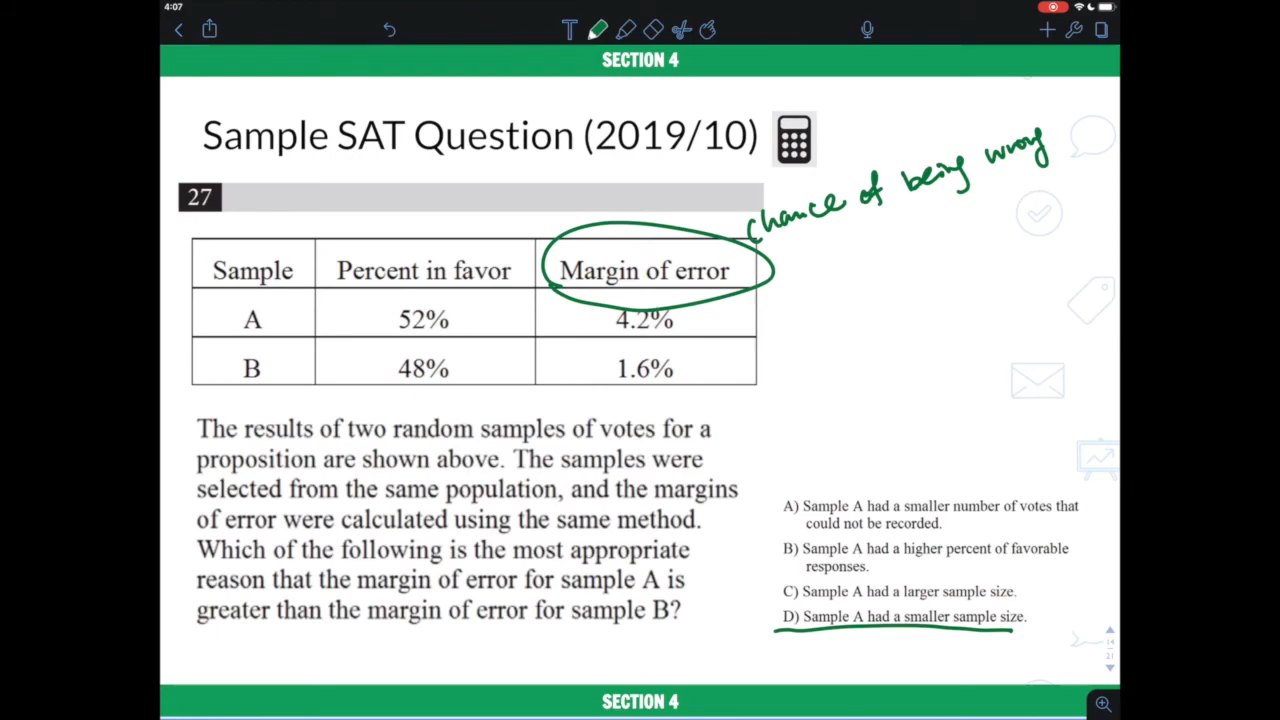 4:07
SECTION 4
Sample SAT Question (2019/10)
chance of being wrong
27
Sample Percent in favor Margin of error
A 52% 4.2%
B 48% 1.6%
The results of two random samples of votes for a
proposition are shown above. The samples were
selected from the same population, and the margins
of error were calculated using the same method.
Which of the following is the most appropriate
reason that the margin of error for sample A is
greater than the margin of error for sample B?
A) Sample A had a smaller number of votes that
could not be recorded.
B) Sample A had a higher percent of favorable
responses.
C) Sample A had a larger sample size.
D) Sample A had a smaller sample size.
14
21
SECTION 4